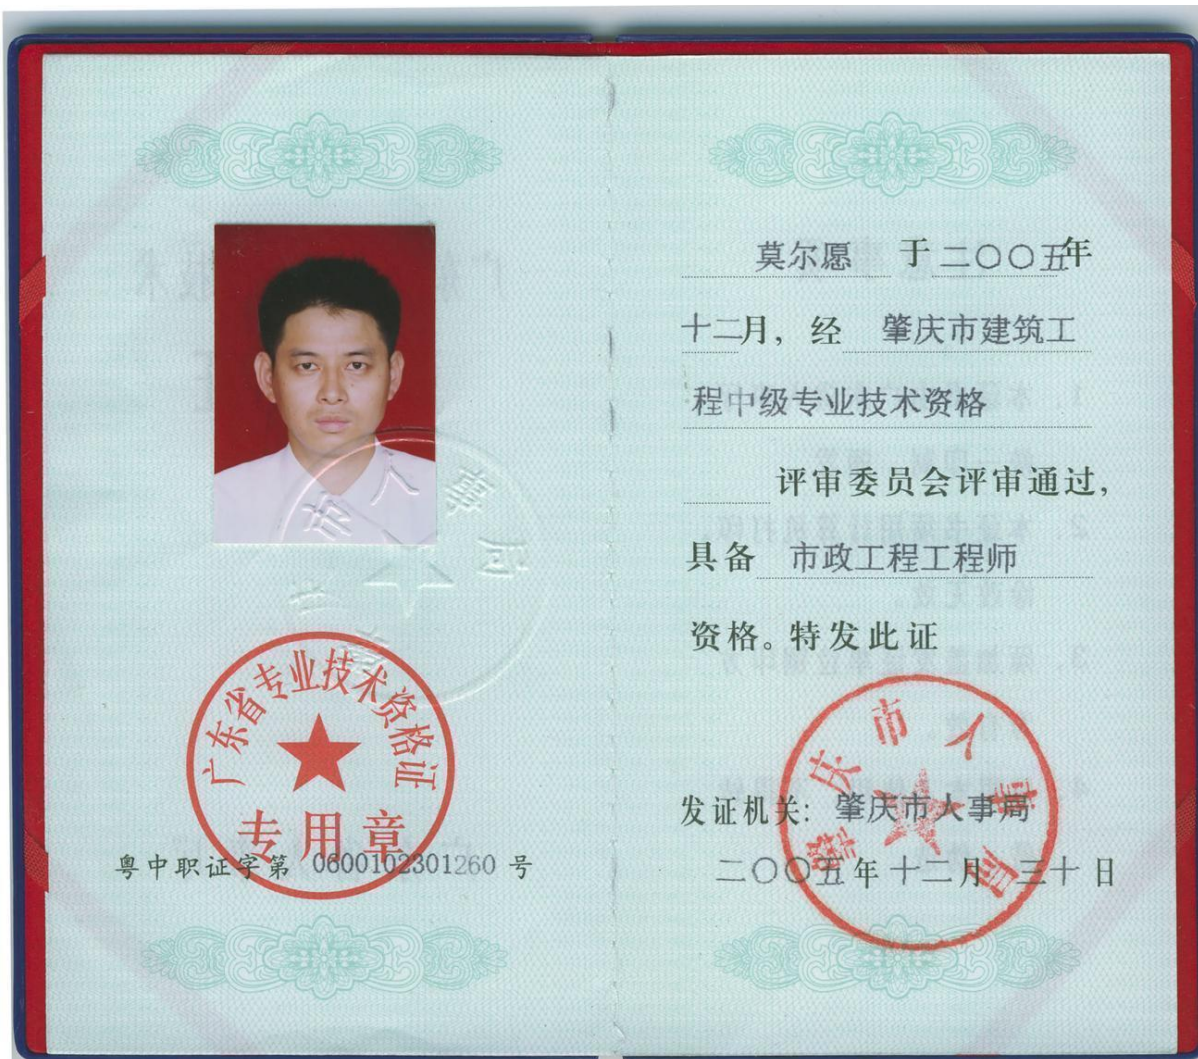 广东省专业技术资格证
专用章
粤中职证字第 0600102301260 号
莫尔愿 于二〇〇五年
十二月，经 肇庆市建筑工
程中级专业技术资格
评审委员会评审通过，
具备 市政工程工程师
资格。特发此证
肇庆市人事局
发证机关：肇庆市人事局
二〇〇五年十二月三十日